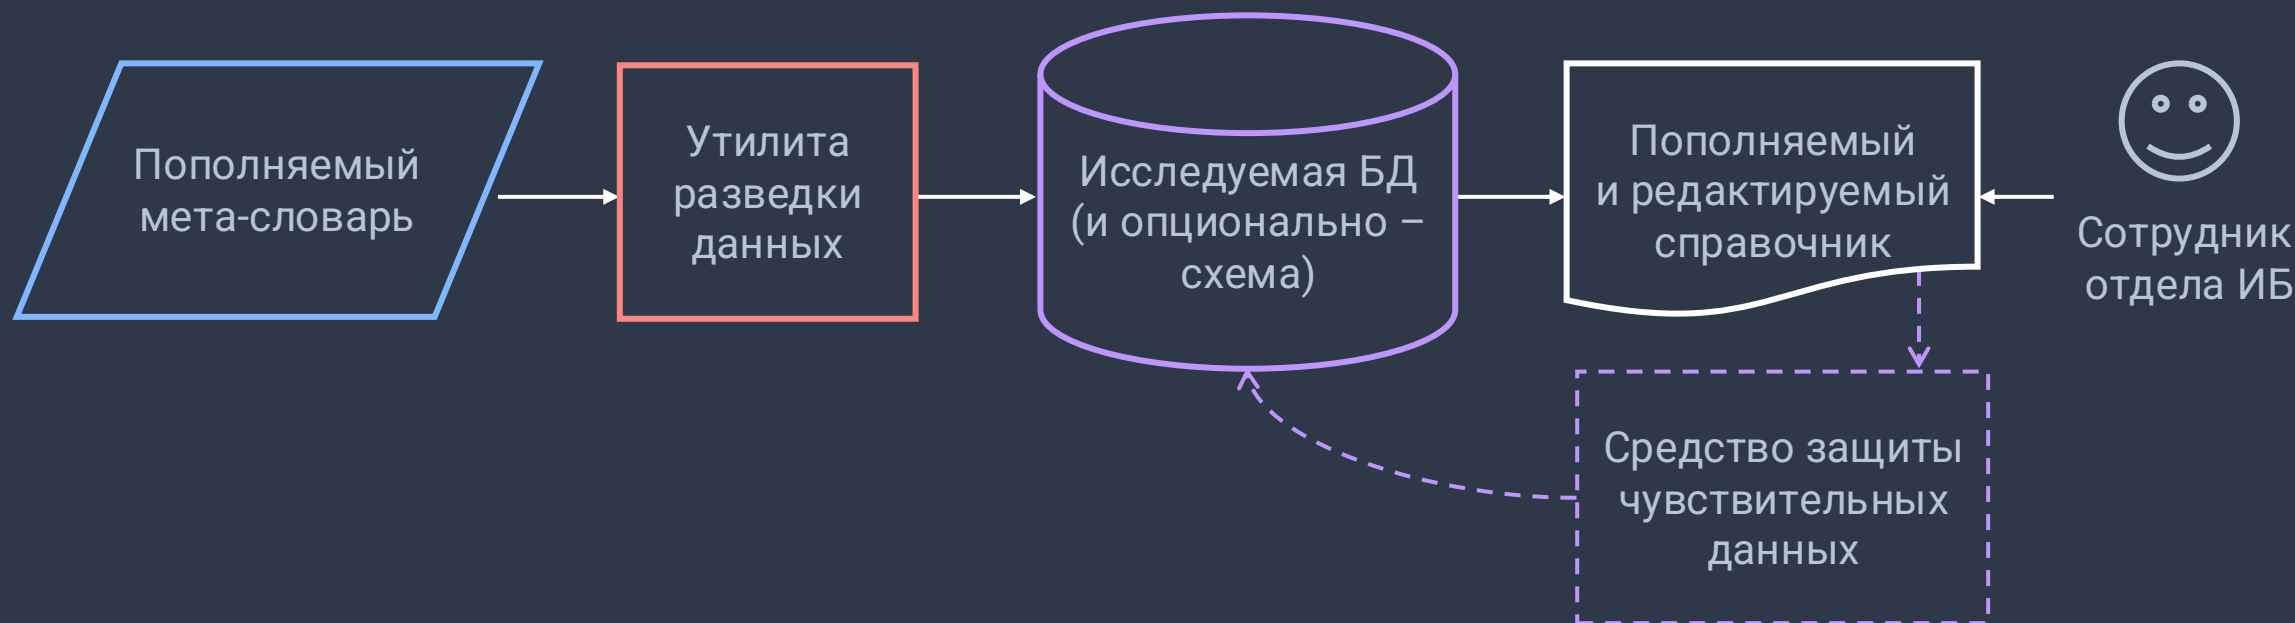 Пополняемый
мета-словарь
Утилита
разведки
данных
Исследуемая БД
(и опционально –
схема)
Пополняемый
и редактируемый
справочник
Сотрудник
отдела ИБ
Средство защиты
чувствительных
данных